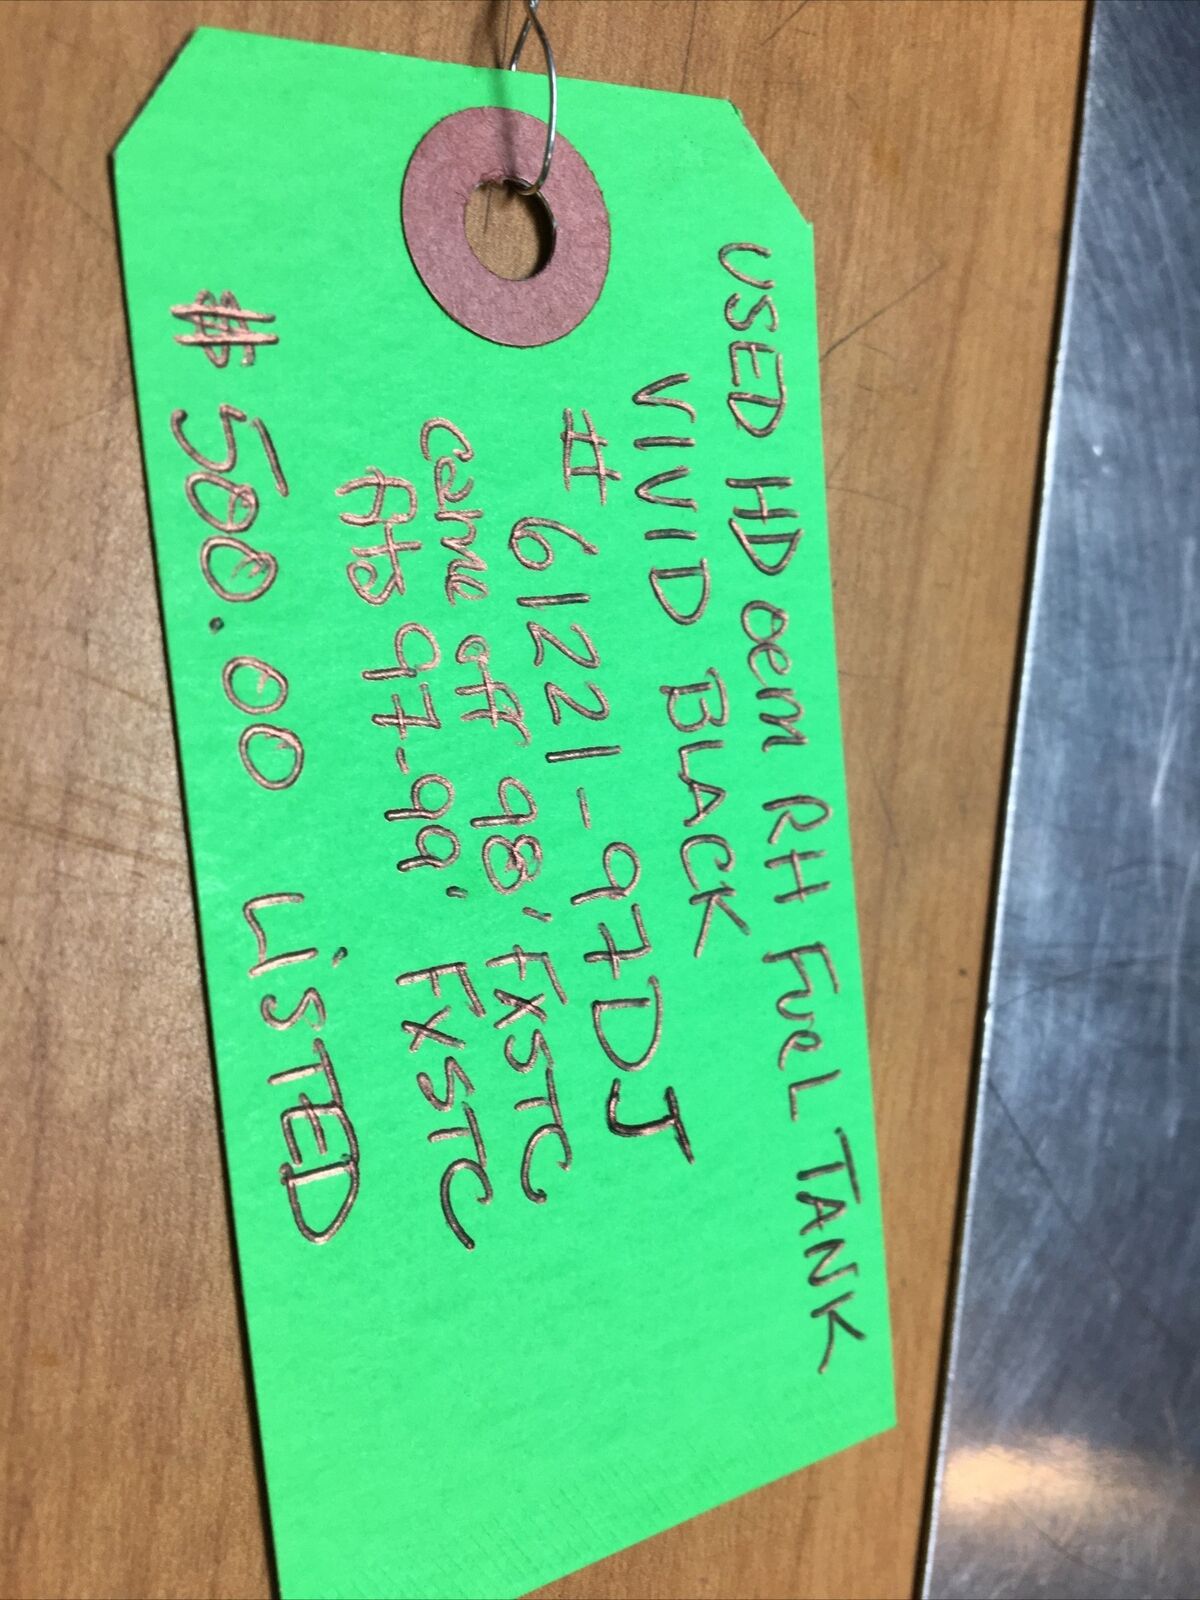 USED HD oem RH FueL TANK
VIVID BLACK
# 61221-97DJ
came off 98' FXSTC
fits 97-99' FXSTC
$ 500.00 LiSTED